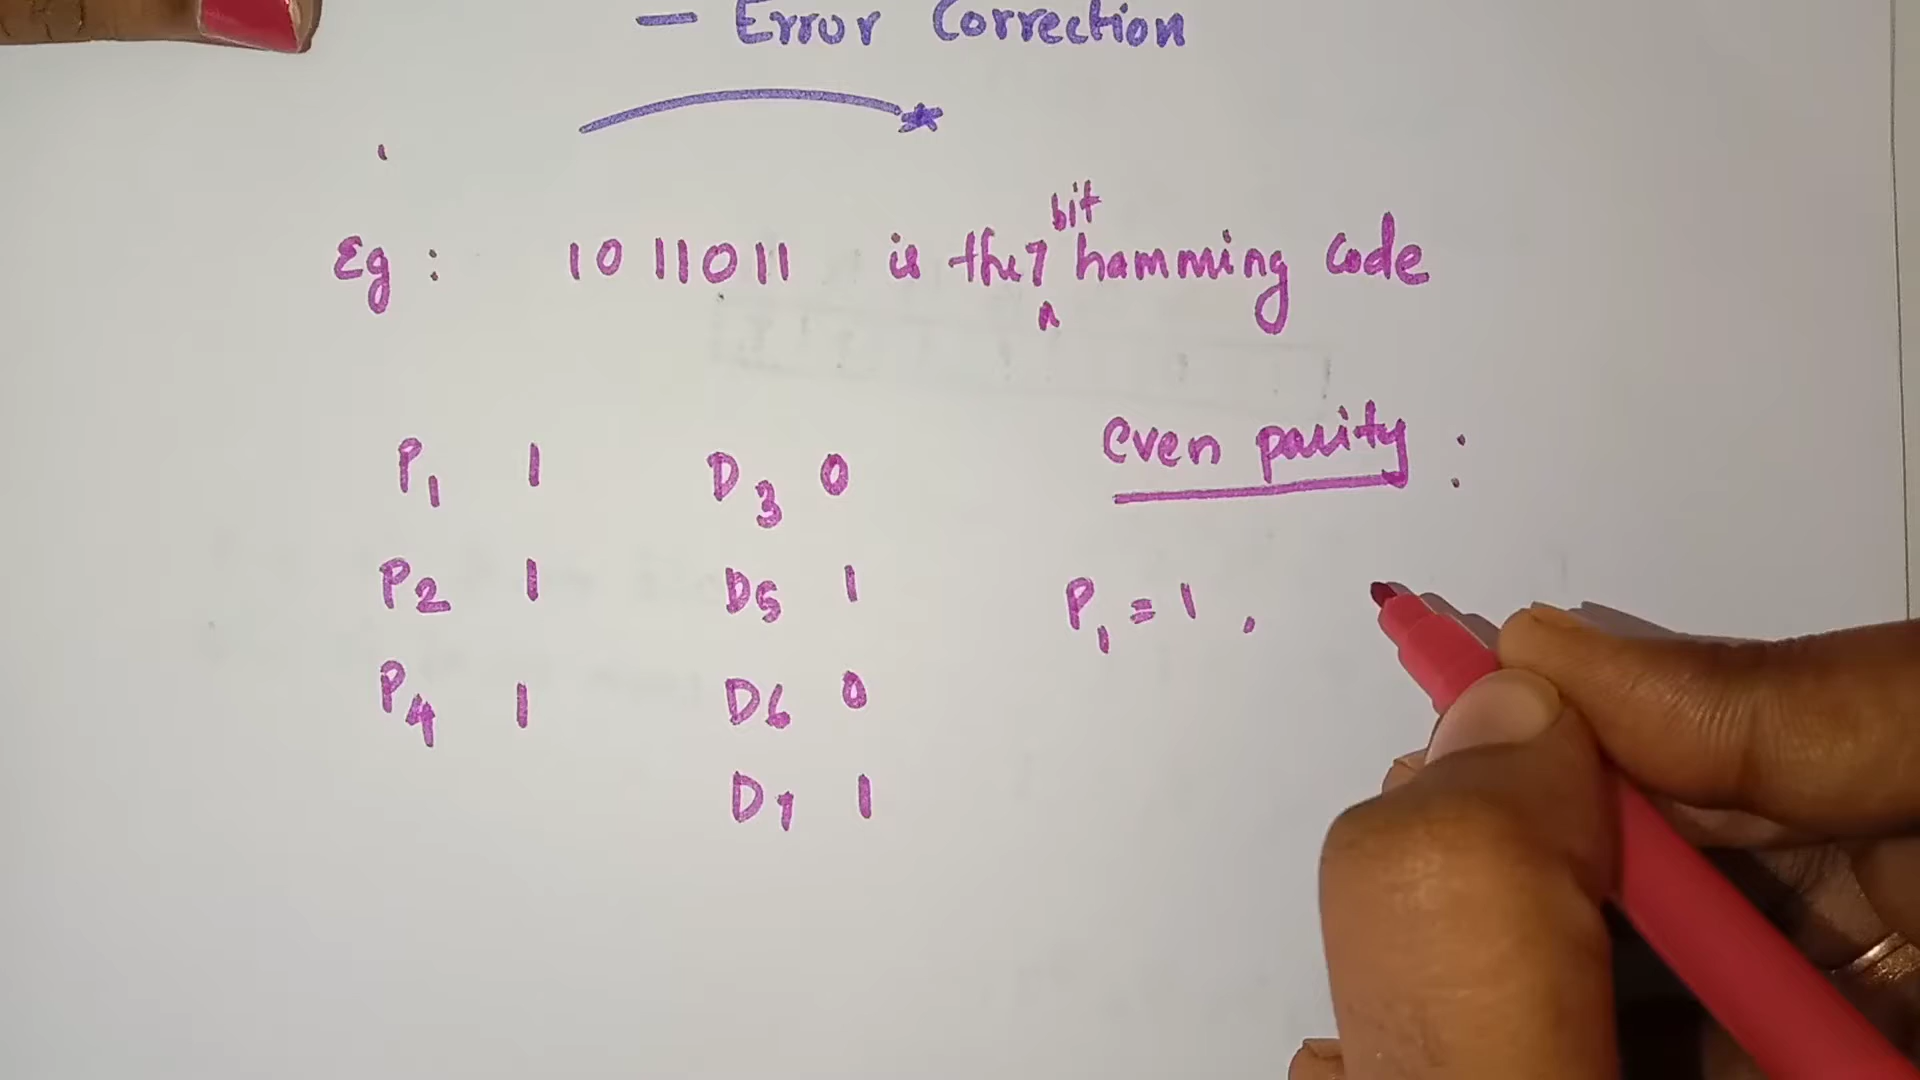 – Error Correction
Eg : 1011011 is the 7 bit hamming code
P1 1 D3 0 even parity :
P2 1 D5 1 P1 = 1 ,
P4 1 D6 0
D7 1